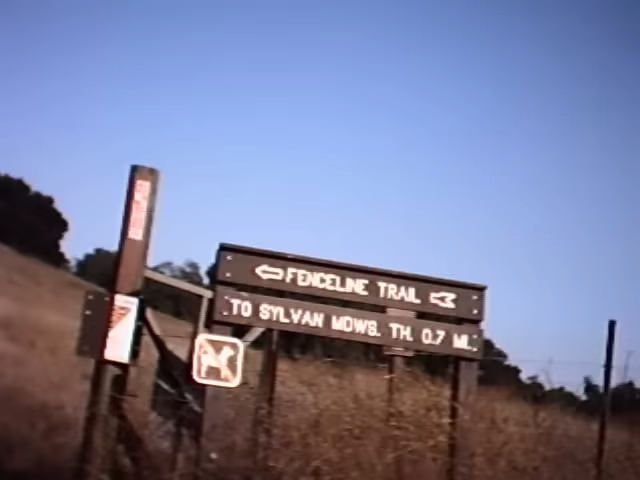 FENCELINE TRAIL
TO SYLVAN MDWS. TH. 0.7 MI.